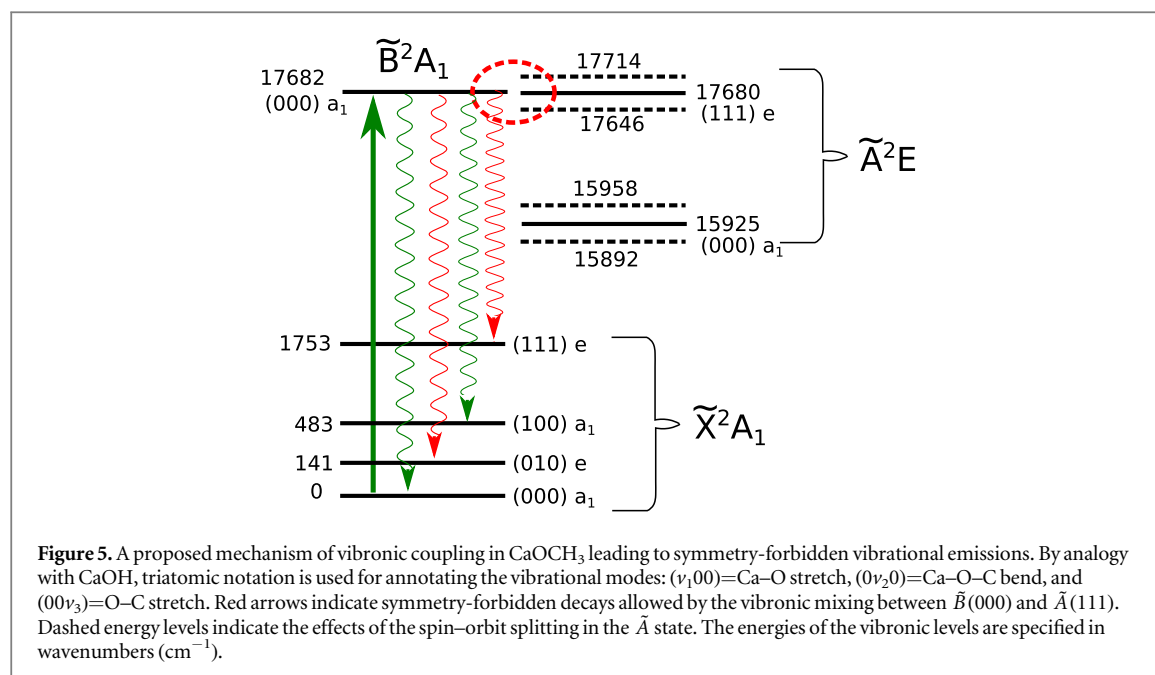 B̃²A₁
17682
(000) a₁
17714
17680
17646
(111) e
Ã²E
15958
15925
(000) a₁
15892
1753
(111) e
483
(100) a₁
X̃²A₁
141
(010) e
0
(000) a₁
Figure 5. A proposed mechanism of vibronic coupling in CaOCH₃ leading to symmetry-forbidden vibrational emissions. By analogy
with CaOH, triatomic notation is used for annotating the vibrational modes: (ν₁00)=Ca–O stretch, (0ν₂0)=Ca–O–C bend, and
(00ν₃)=O–C stretch. Red arrows indicate symmetry-forbidden decays allowed by the vibronic mixing between B̃(000) and Ã(111).
Dashed energy levels indicate the effects of the spin–orbit splitting in the Ã state. The energies of the vibronic levels are specified in
wavenumbers (cm⁻¹).